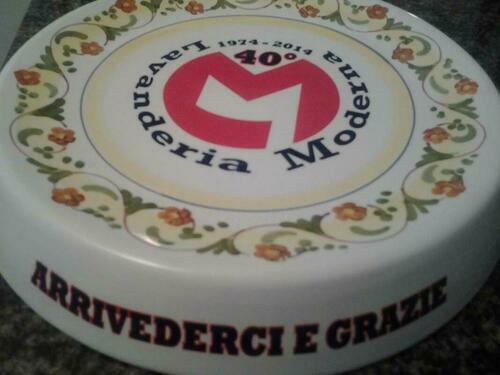 1974-2014
40°
Lavanderia Moderna
ARRIVEDERCI E GRAZIE